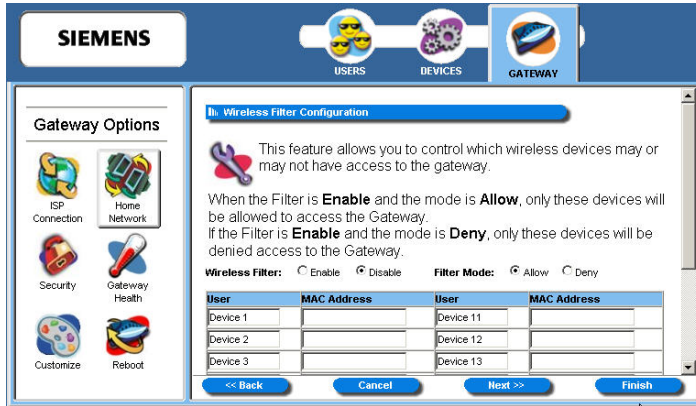 SIEMENS
USERS
DEVICES
GATEWAY
Gateway Options
ISP
Connection
Home
Network
Security
Gateway
Health
Customize
Reboot
Wireless Filter Configuration
This feature allows you to control which wireless devices may or
may not have access to the gateway.
When the Filter is Enable and the mode is Allow, only these devices will
be allowed to access the Gateway.
If the Filter is Enable and the mode is Deny, only these devices will be
denied access to the Gateway.
Wireless Filter: Enable Disable Filter Mode: Allow Deny
User MAC Address User MAC Address
Device 1 Device 11
Device 2 Device 12
Device 3 Device 13
<< Back Cancel Next >> Finish